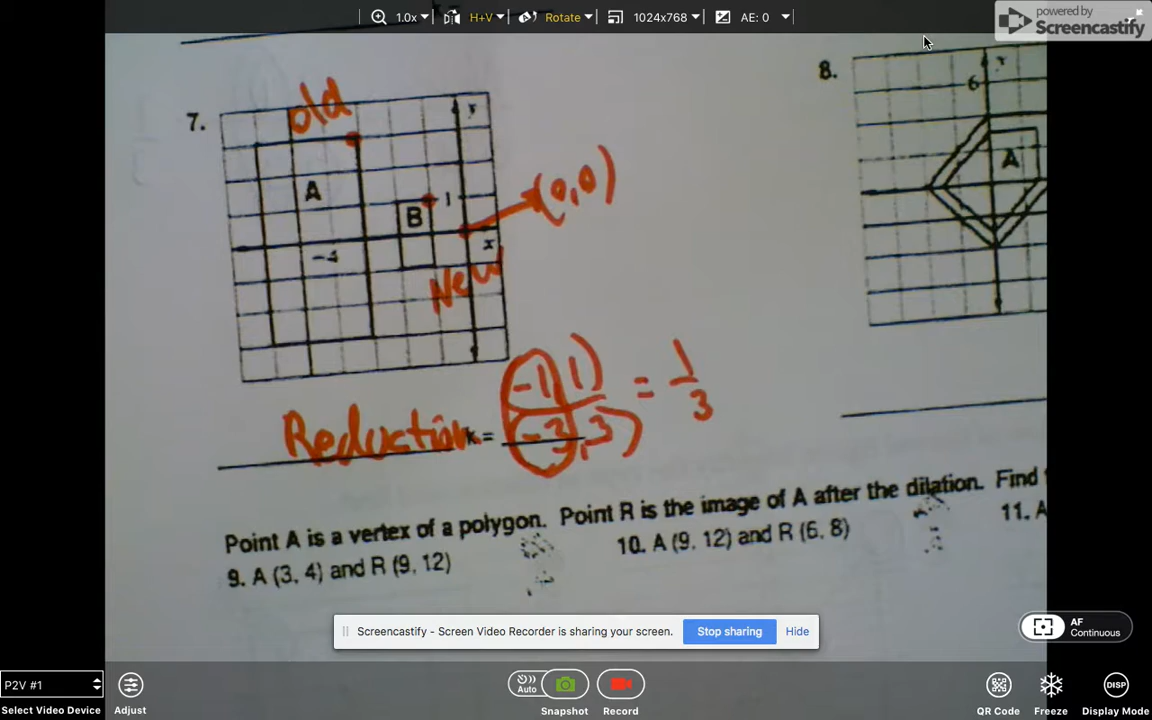 1.0x H+V Rotate 1024x768 AE: 0
powered by
Screencastify
7. old
8.
Y
6
A
A
1
B
(0,0)
x
-4
New
-1 1)
-3, 3)
= 1
3
Reduction k =
Point A is a vertex of a polygon. Point R is the image of A after the dilation. Find
9. A (3, 4) and R (9, 12)
10. A (9, 12) and R (6, 8)
11. A
Screencastify - Screen Video Recorder is sharing your screen. Stop sharing Hide
AF
Continuous
P2V #1
Select Video Device
Adjust
Auto
Snapshot
Record
QR Code
Freeze
DISP
Display Mode